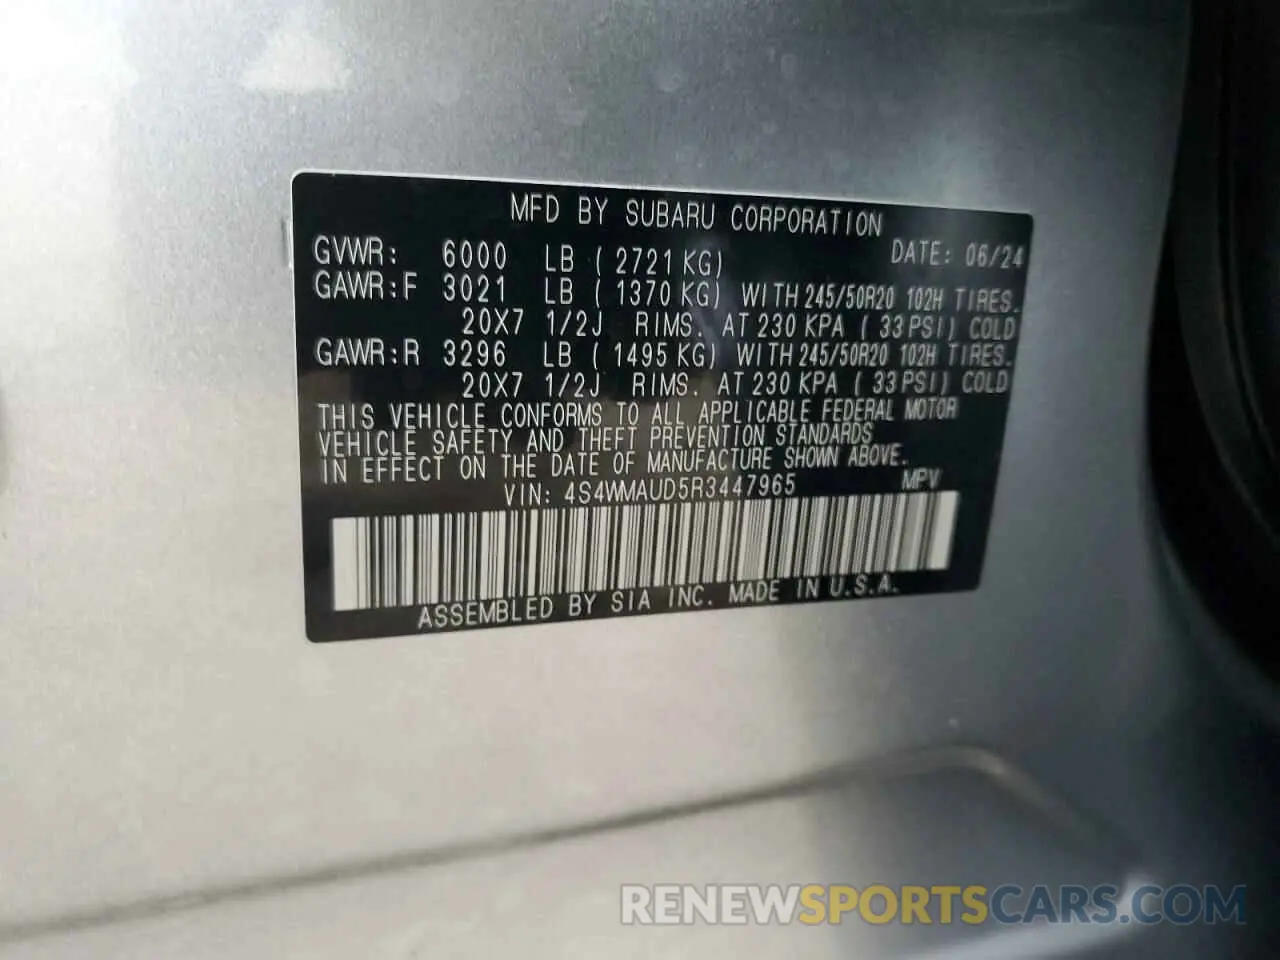 MFD BY SUBARU CORPORATION
DATE: 06/24
GVWR: 6000 LB ( 2721 KG)
GAWR:F 3021 LB ( 1370 KG) WITH 245/50R20 102H TIRES.
20X7 1/2J RIMS. AT 230 KPA ( 33 PSI) COLD
GAWR:R 3296 LB ( 1495 KG) WITH 245/50R20 102H TIRES.
20X7 1/2J RIMS. AT 230 KPA ( 33 PSI) COLD
THIS VEHICLE CONFORMS TO ALL APPLICABLE FEDERAL MOTOR
VEHICLE SAFETY AND THEFT PREVENTION STANDARDS
IN EFFECT ON THE DATE OF MANUFACTURE SHOWN ABOVE.
VIN: 4S4WMAUD5R3447965 MPV
ASSEMBLED BY SIA INC. MADE IN U.S.A.
RENEWSPORTSCARS.COM